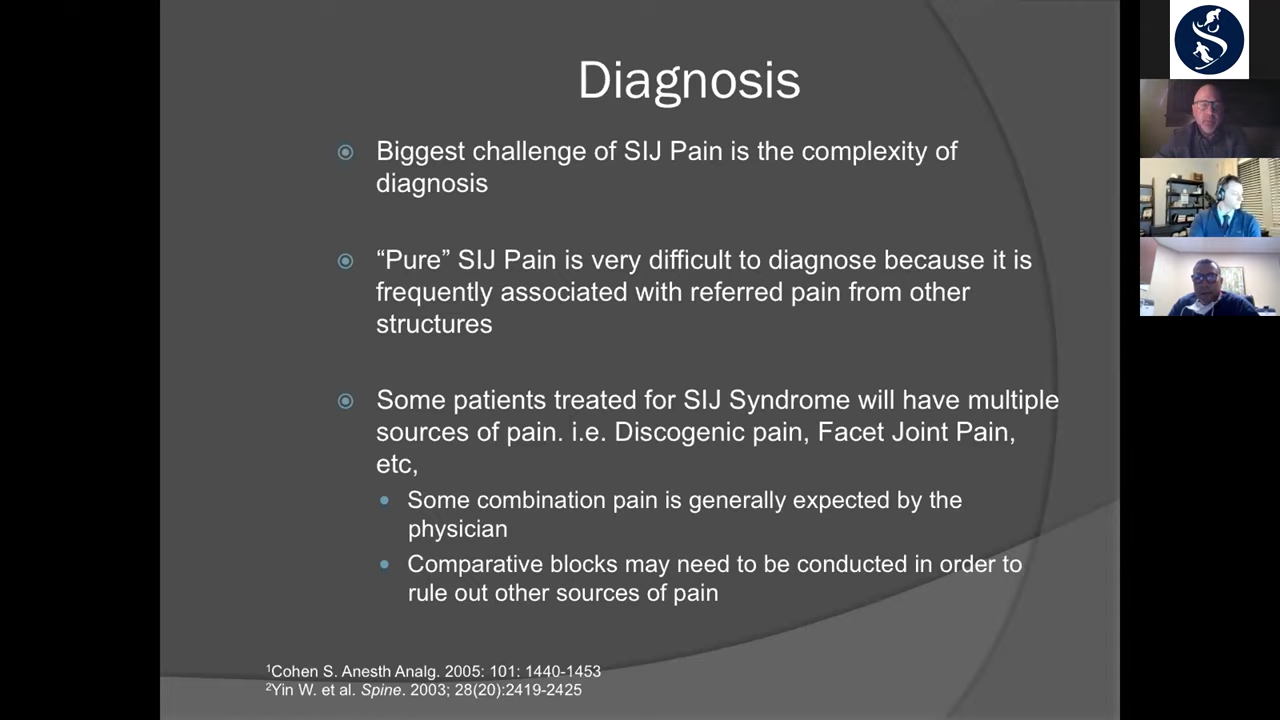 Diagnosis
Biggest challenge of SIJ Pain is the complexity of
diagnosis
“Pure” SIJ Pain is very difficult to diagnose because it is
frequently associated with referred pain from other
structures
Some patients treated for SIJ Syndrome will have multiple
sources of pain. i.e. Discogenic pain, Facet Joint Pain,
etc,
Some combination pain is generally expected by the
physician
Comparative blocks may need to be conducted in order to
rule out other sources of pain
¹Cohen S. Anesth Analg. 2005: 101: 1440-1453
²Yin W. et al. Spine. 2003; 28(20):2419-2425